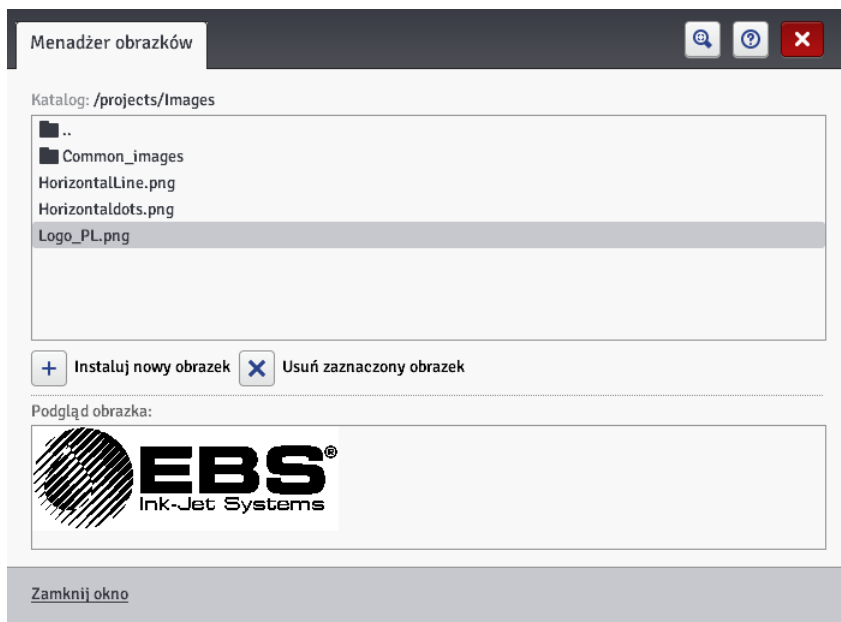 Menadżer obrazków
Katalog: /projects/Images
..
Common_images
HorizontalLine.png
Horizontaldots.png
Logo_PL.png
+ Instaluj nowy obrazek × Usuń zaznaczony obrazek
Podgląd obrazka:
EBS®
Ink-Jet Systems
Zamknij okno